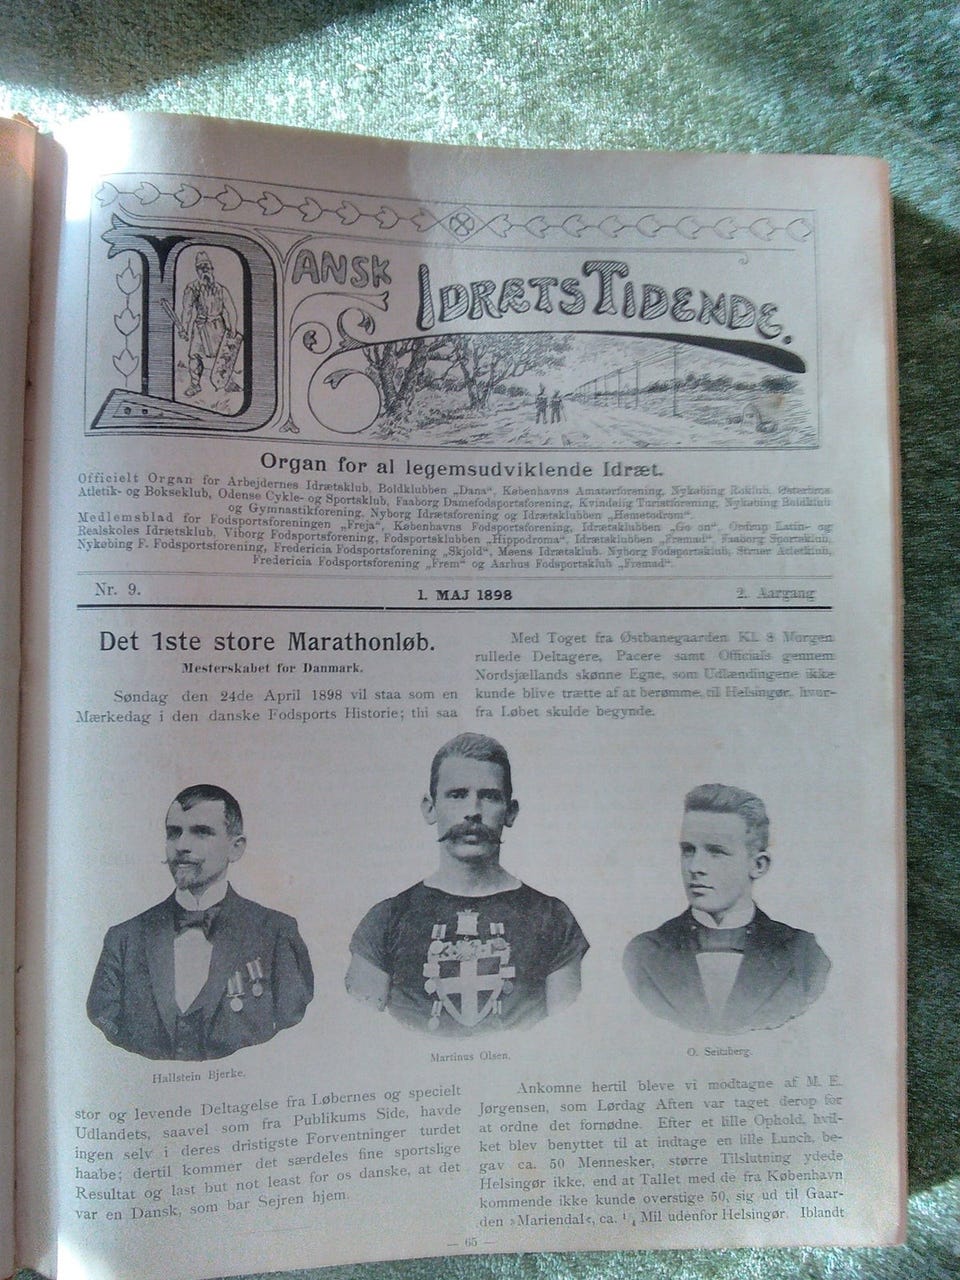 DANSK IDRÆTS TIDENDE.
Organ for al legemsudviklende Idræt.
Officielt Organ for Arbejdernes Idrætsklub, Boldklubben „Dana“, Københavns Amatørforening, Nykøbing Roklub, Østerbros
Atletik- og Bokseklub, Odense Cykle- og Sportsklub, Faaborg Damefodsportsforening, Kvindelig Turistforening, Nykøbing Boldklub
og Gymnastikforening, Nyborg Idrætsforening og Idrætsklubben „Hometodrom“.
Medlemsblad for Fodsportsforeningen „Freja“, Københavns Fodsportsforening, Idrætsklubben „Go on“, Ordrup Latin- og
Realskoles Idrætsklub, Viborg Fodsportsforening, Fodsportsklubben „Hippodroma“, Idrætsklubben „Fremad“, Faaborg Sportsklub,
Nykøbing F. Fodsportsforening, Fredericia Fodsportsforening „Skjold“, Møens Idrætsklub, Nyborg Fodsportsklub, Struer Atletklub,
Fredericia Fodsportsforening „Frem“ og Aarhus Fodsportsklub „Fremad“.
Nr. 9. 1. MAJ 1898 2. Aargang
Det 1ste store Marathonløb.
Mesterskabet for Danmark.
Søndag den 24de April 1898 vil staa som en
Mærkedag i den danske Fodsports Historie; thi saa
Med Toget fra Østbanegaarden Kl. 8 Morgen
rullede Deltagere, Pacere samt Officials gennem
Nordsjællands skønne Egne, som Udlændingene ikke
kunde blive trætte af at berømme, til Helsingør, hvor-
fra Løbet skulde begynde.
Hallstein Bjerke.
Martinus Olsen.
O. Seitzberg.
stor og levende Deltagelse fra Løbernes og specielt
Udlandets, saavel som fra Publikums Side, havde
ingen selv i deres dristigste Forventninger turdet
haabe; dertil kommer det særdeles fine sportslige
Resultat og last but not least for os danske, at det
var en Dansk, som bar Sejren hjem.
Ankomne hertil bleve vi modtagne af M. E.
Jørgensen, som Lørdag Aften var taget derop for
at ordne det fornødne. Efter et lille Ophold, hvil-
ket blev benyttet til at indtage en lille Lunch, be-
gav ca. 50 Mennesker, større Tilslutning ydede
Helsingør ikke, end at Tallet med de fra København
kommende ikke kunde overstige 50, sig ud til Gaar-
den »Mariendal«, ca. ¼ Mil udenfor Helsingør. Iblandt
— 65 —